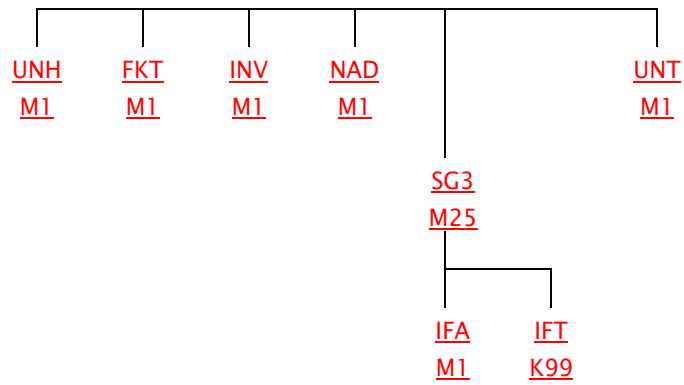 UNH FKT INV NAD UNT
M1 M1 M1 M1 M1
SG3
M25
IFA IFT
M1 K99